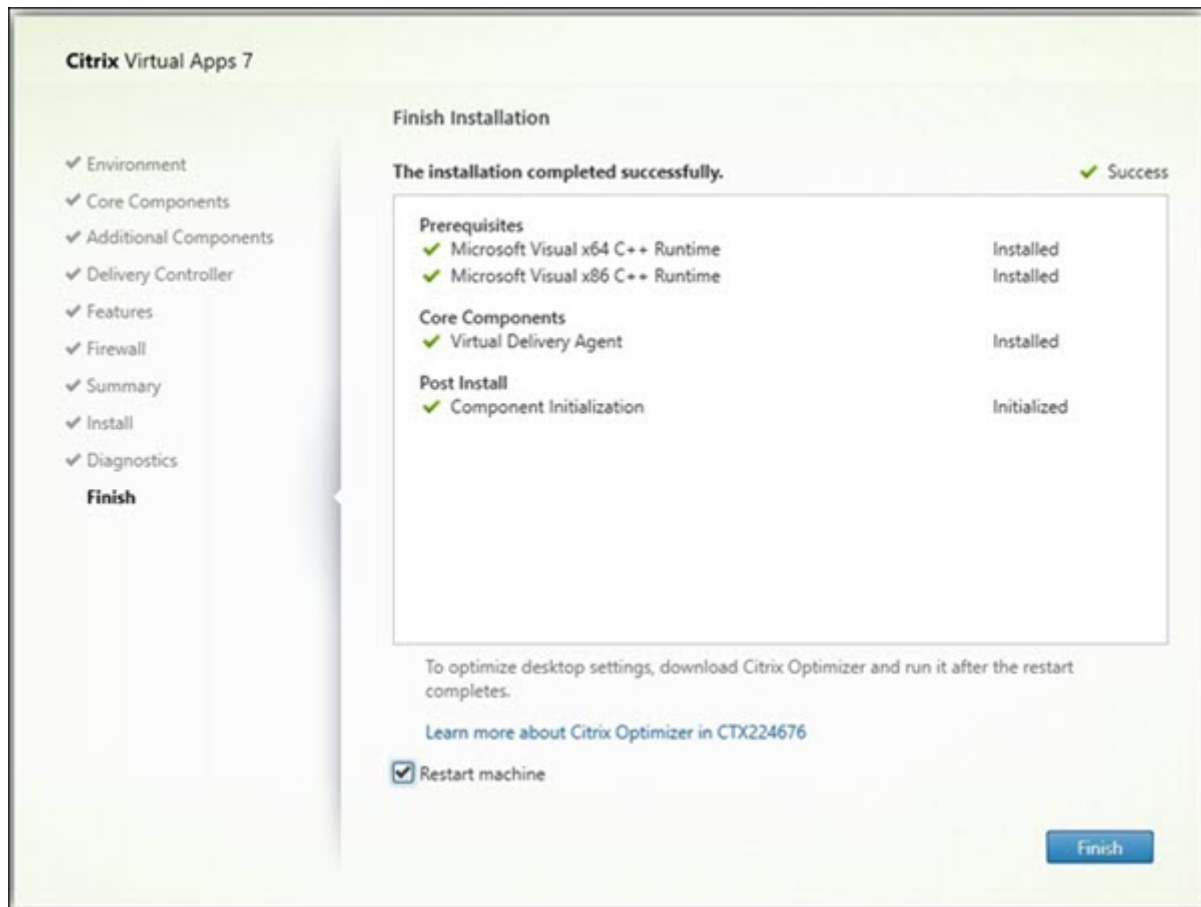 Citrix Virtual Apps 7
Environment
Core Components
Additional Components
Delivery Controller
Features
Firewall
Summary
Install
Diagnostics
Finish
Finish Installation
The installation completed successfully.
Success
Prerequisites
Microsoft Visual x64 C++ Runtime Installed
Microsoft Visual x86 C++ Runtime Installed
Core Components
Virtual Delivery Agent Installed
Post Install
Component Initialization Initialized
To optimize desktop settings, download Citrix Optimizer and run it after the restart
completes.
Learn more about Citrix Optimizer in CTX224676
Restart machine
Finish